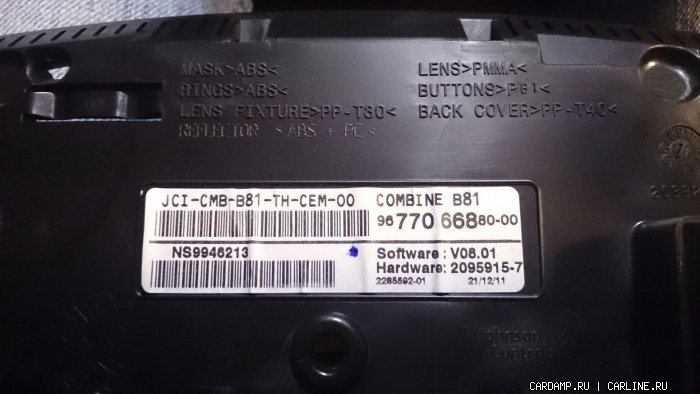 MASK>ABS< LENS>PMMA<
RINGS>ABS< BUTTONS>PBT<
LENS FIXTURE>PP-T30< BACK COVER>PP-T40<
REFLECTOR >ABS + PC<
JCI-CMB-B81-TH-CEM-00 COMBINE B81
96 770 668 80-00
NS9946213 Software : V08.01
Hardware: 2095915-7
2285592-01 21/12/11
Johnson
Controls
CARDAMP.RU | CARLINE.RU